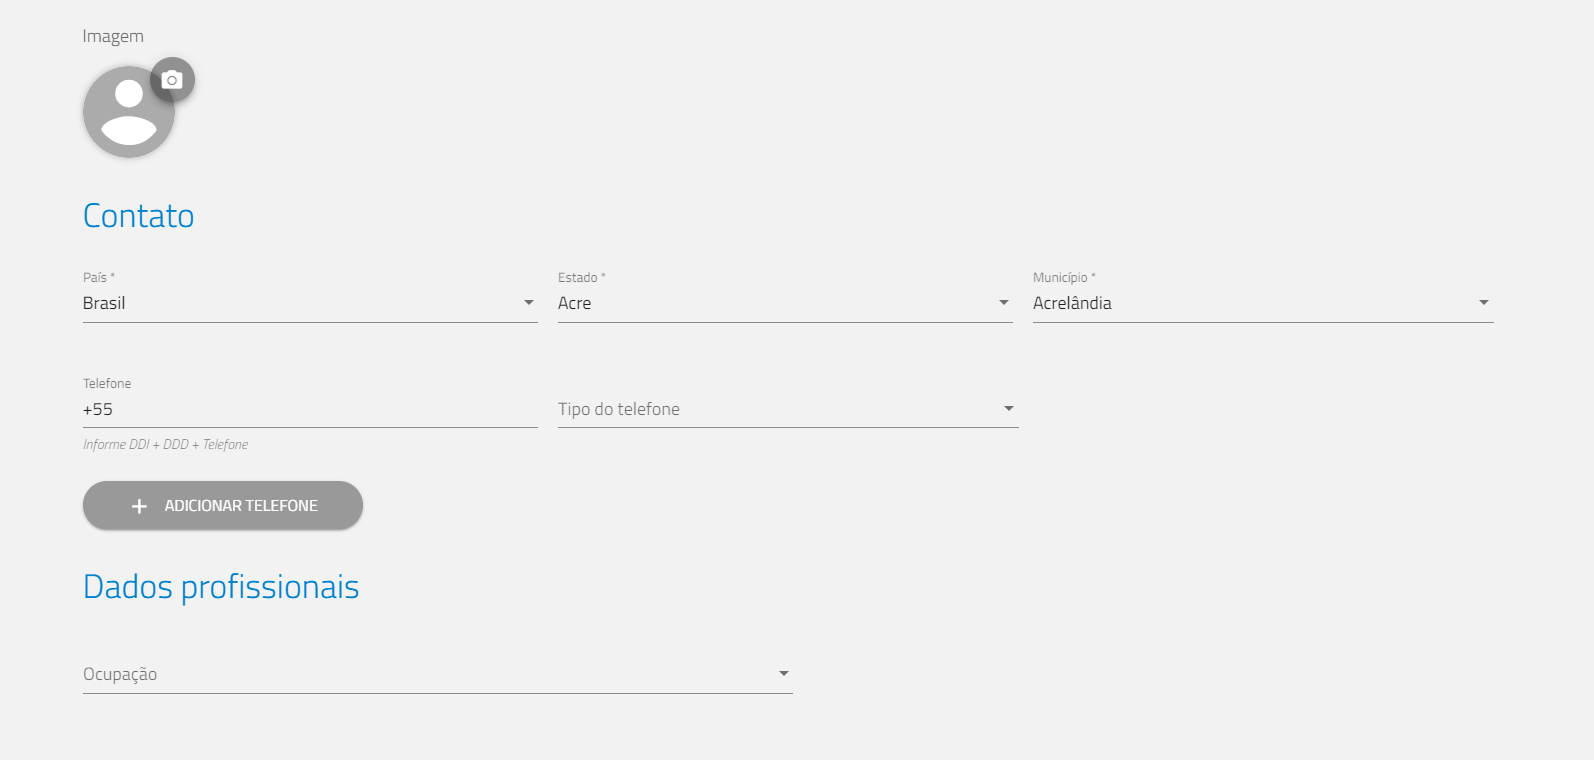 Imagem
Contato
País *
Estado *
Município *
Brasil
Acre
Acrelândia
Telefone
+55
Tipo do telefone
Informe DDI + DDD + Telefone
+ ADICIONAR TELEFONE
Dados profissionais
Ocupação